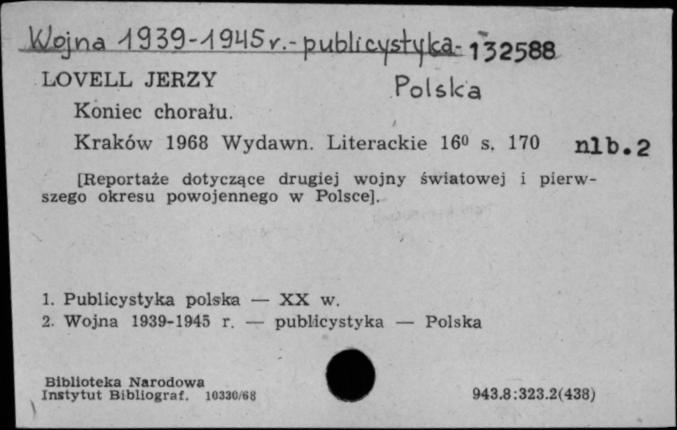 Wojna 1939-1945 r.-publicystyka- 132588
LOVELL JERZY
Polska
Koniec chorału.
Kraków 1968 Wydawn. Literackie 16⁰ s. 170 nlb.2
[Reportaże dotyczące drugiej wojny światowej i pierw-
szego okresu powojennego w Polsce].
1. Publicystyka polska — XX w.
2. Wojna 1939-1945 r. — publicystyka — Polska
Biblioteka Narodowa
Instytut Bibliograf. 10330/68
943.8:323.2(438)